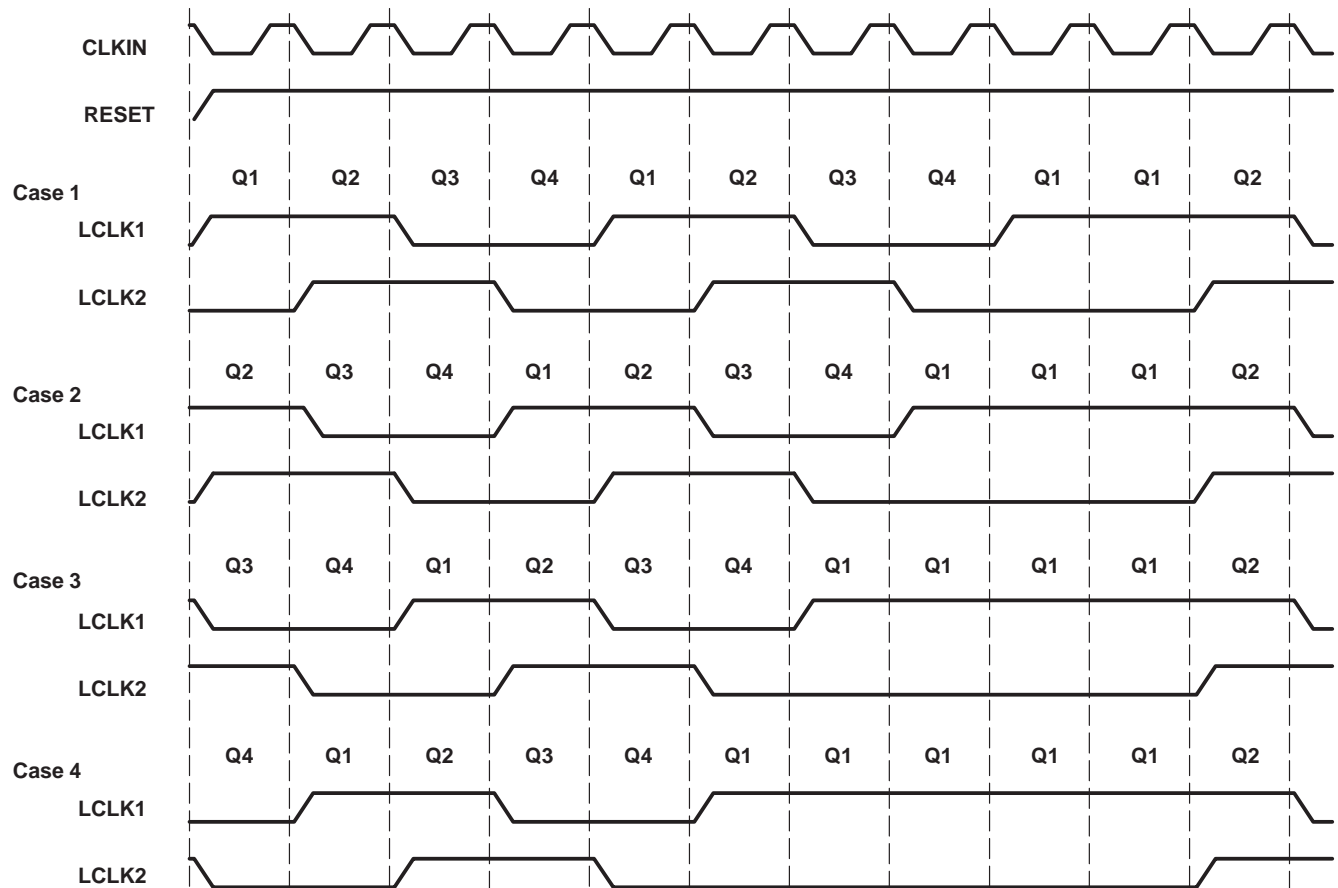 CLKIN
RESET
Q1 Q2 Q3 Q4 Q1 Q2 Q3 Q4 Q1 Q1 Q2
Case 1
LCLK1
LCLK2
Q2 Q3 Q4 Q1 Q2 Q3 Q4 Q1 Q1 Q1 Q2
Case 2
LCLK1
LCLK2
Q3 Q4 Q1 Q2 Q3 Q4 Q1 Q1 Q1 Q1 Q2
Case 3
LCLK1
LCLK2
Q4 Q1 Q2 Q3 Q4 Q1 Q1 Q1 Q1 Q1 Q2
Case 4
LCLK1
LCLK2